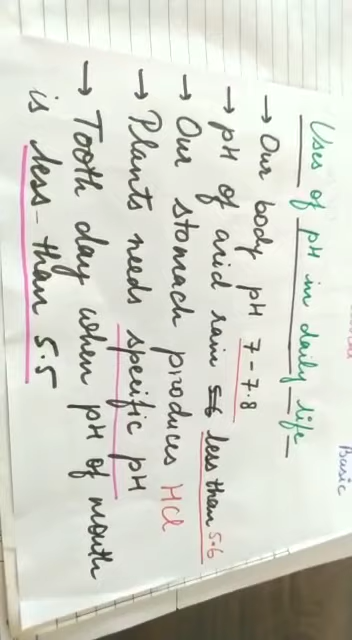 Basic
Uses of pH in daily life
→ Our body pH 7-7.8
→ pH of acid rain less than 5.6
→ Our stomach produces HCl
→ Plants needs specific pH
→ Tooth day when pH of mouth
is less than 5.5